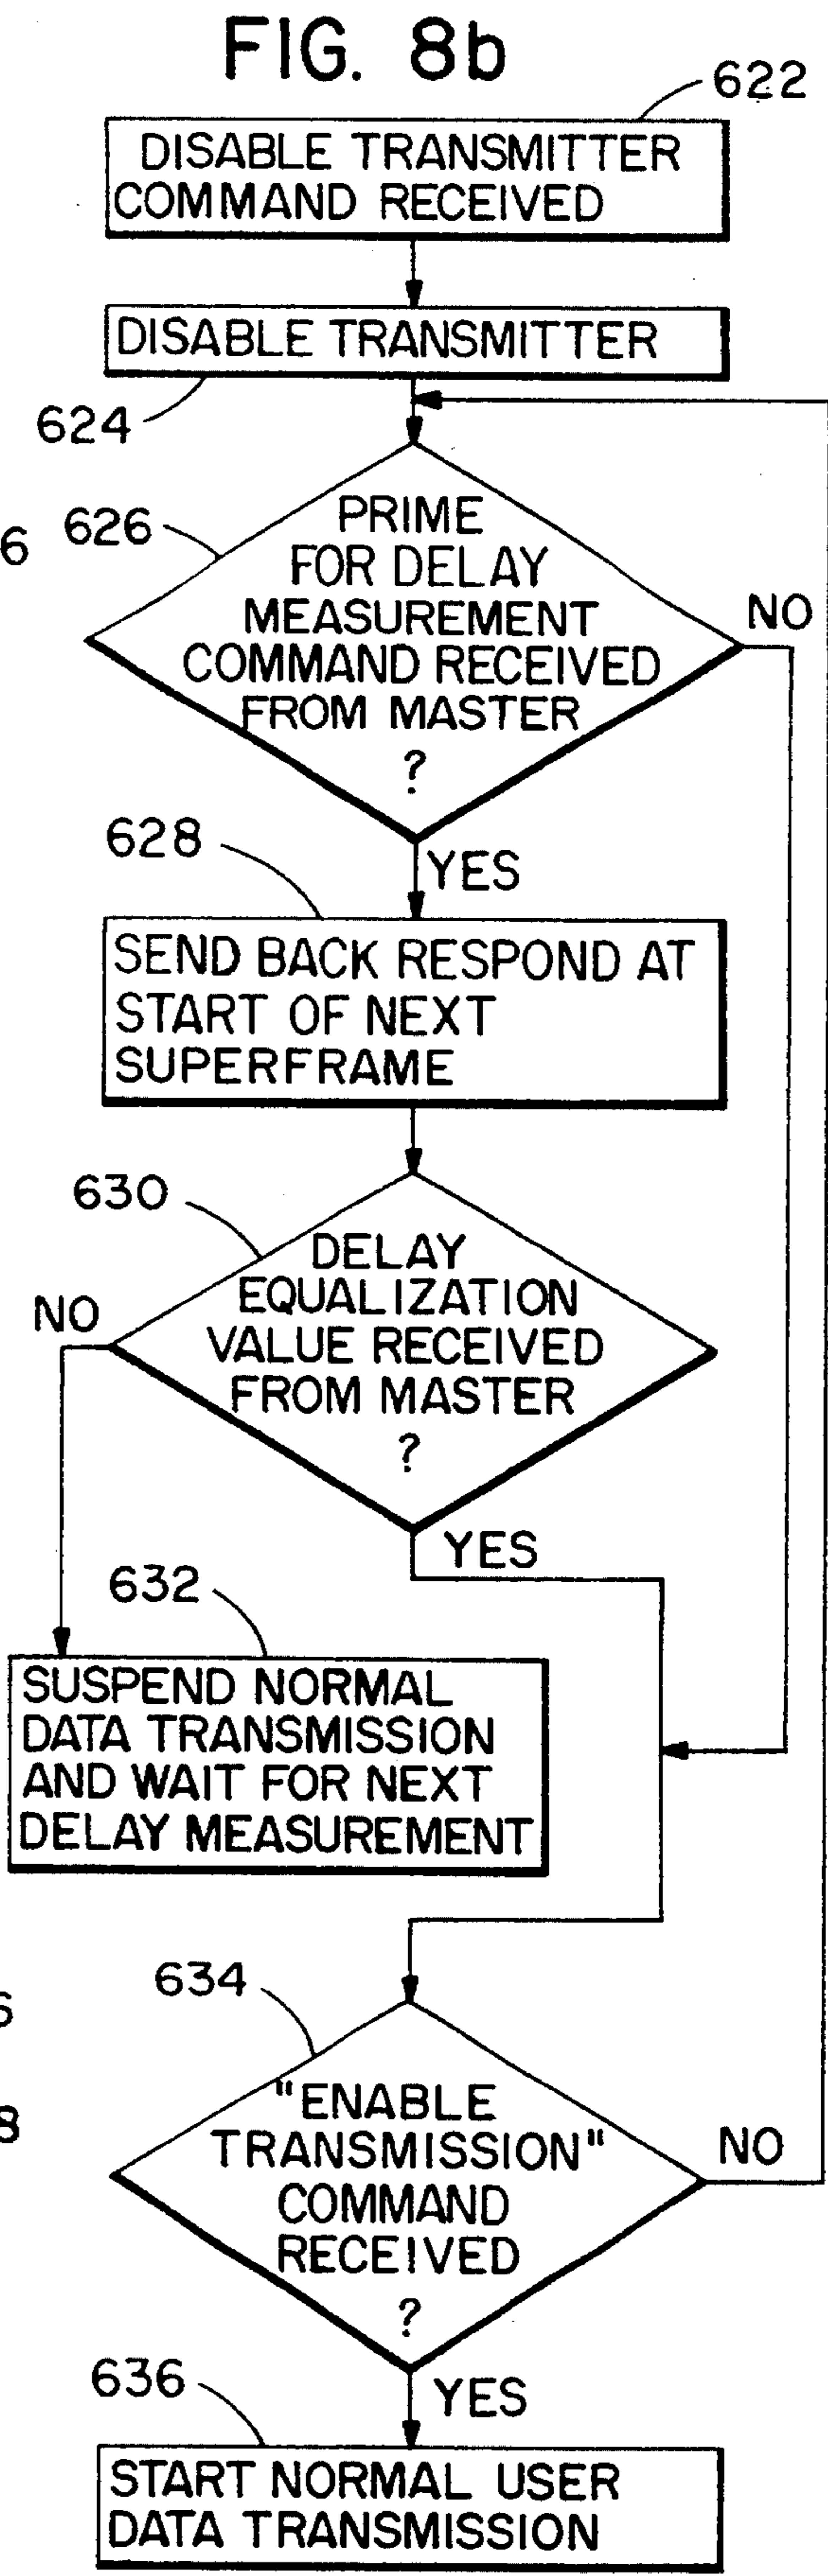 FIG. 8b
622
DISABLE TRANSMITTER
COMMAND RECEIVED
DISABLE TRANSMITTER
624
6
626
PRIME
FOR DELAY
MEASUREMENT
COMMAND RECEIVED
FROM MASTER
?
NO
628
YES
SEND BACK RESPOND AT
START OF NEXT
SUPERFRAME
630
DELAY
EQUALIZATION
VALUE RECEIVED
FROM MASTER
?
NO
YES
632
SUSPEND NORMAL
DATA TRANSMISSION
AND WAIT FOR NEXT
DELAY MEASUREMENT
634
6
8
"ENABLE
TRANSMISSION"
COMMAND
RECEIVED
?
NO
636
YES
START NORMAL USER
DATA TRANSMISSION